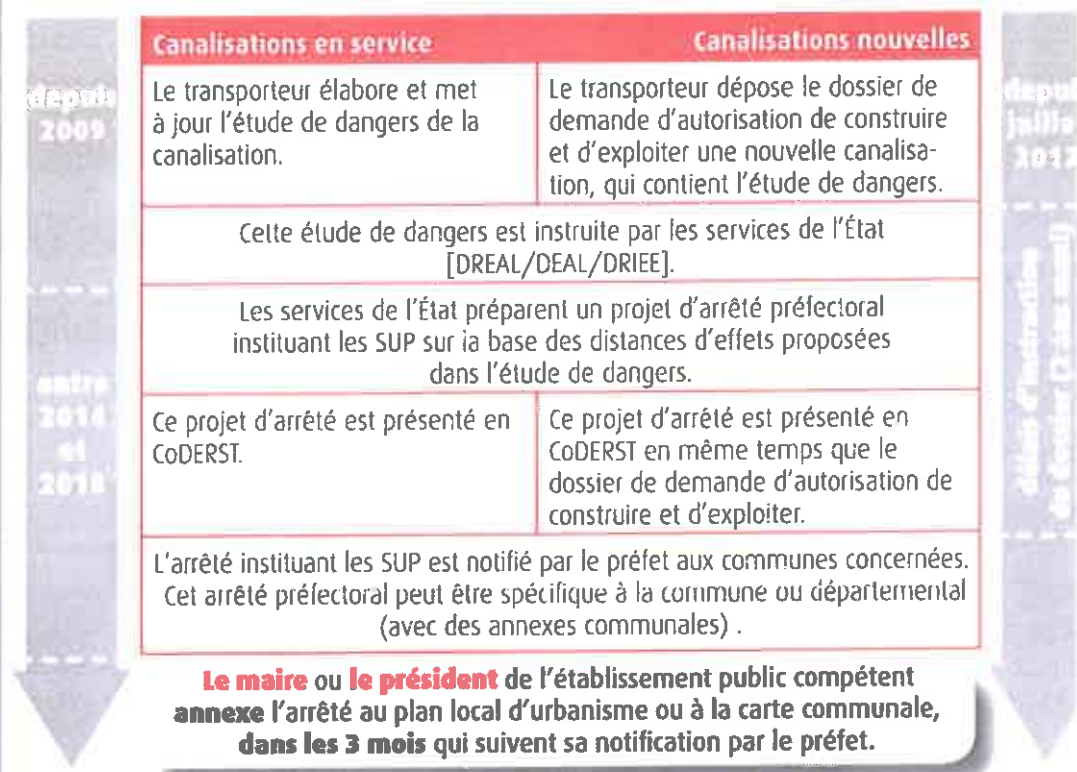 Canalisations en service
Canalisations nouvelles
depuis
2009
Le transporteur élabore et met
à jour l'étude de dangers de la
canalisation.
Le transporteur dépose le dossier de
demande d'autorisation de construire
et d'exploiter une nouvelle canalisa-
tion, qui contient l'étude de dangers.
juillet
2012
Cette étude de dangers est instruite par les services de l'État
[DREAL/DEAL/DRIEE].
Les services de l'État préparent un projet d'arrêté préfectoral
instituant les SUP sur la base des distances d'effets proposées
dans l'étude de dangers.
entre
2014
et
2018
Ce projet d'arrêté est présenté en
CoDERST.
Ce projet d'arrêté est présenté en
CoDERST en même temps que le
dossier de demande d'autorisation de
construire et d'exploiter.
délais d'instruction
du dossier
L'arrêté instituant les SUP est notifié par le préfet aux communes concernées.
Cet arrêté préfectoral peut être spécifique à la commune ou départemental
(avec des annexes communales) .
Le maire ou le président de l'établissement public compétent
annexe l'arrêté au plan local d'urbanisme ou à la carte communale,
dans les 3 mois qui suivent sa notification par le préfet.